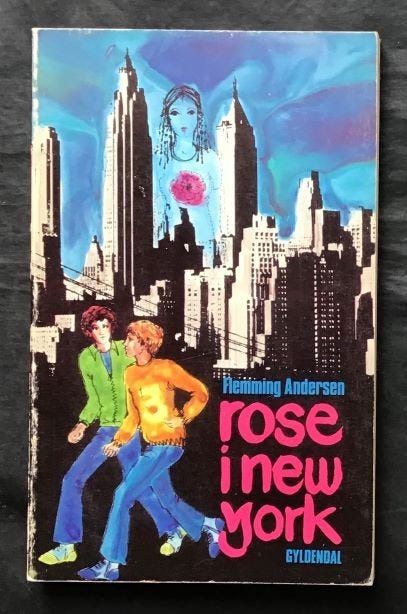 Flemming Andersen
rose
i new
york
GYLDENDAL